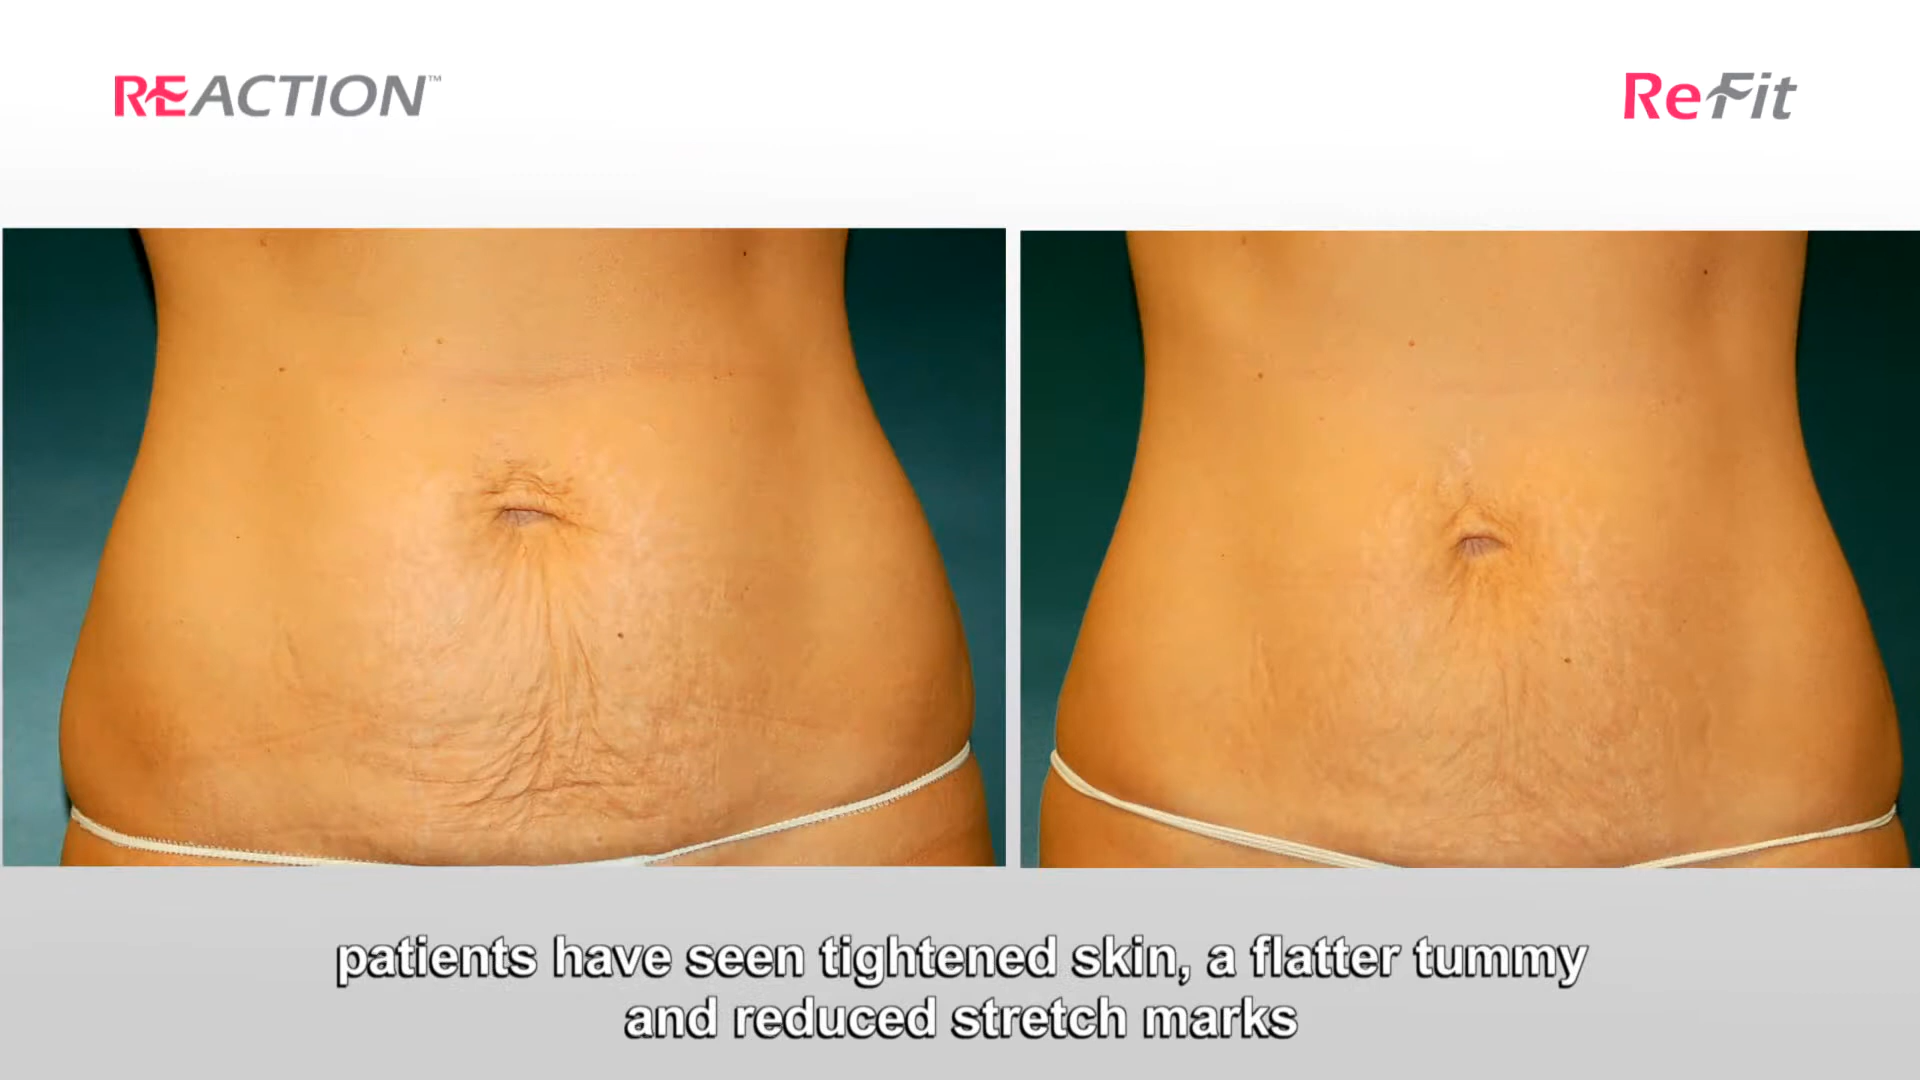 REACTION™
ReFit
patients have seen tightened skin, a flatter tummy
and reduced stretch marks